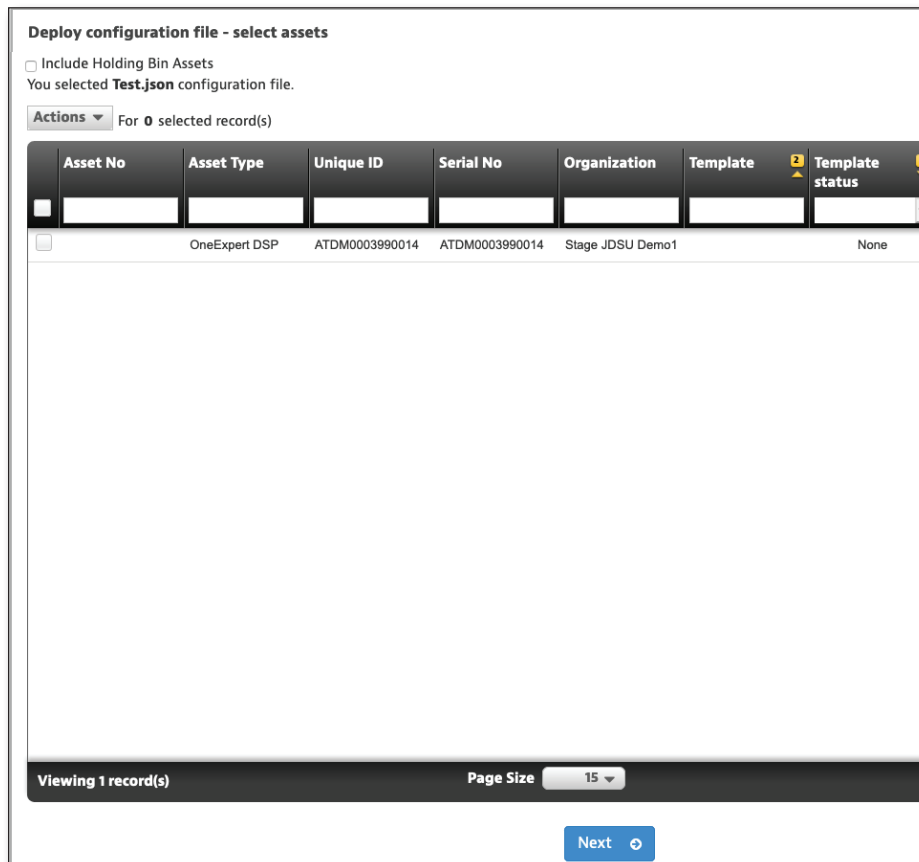 Deploy configuration file - select assets
Include Holding Bin Assets
You selected Test.json configuration file.
Actions For 0 selected record(s)
Asset No Asset Type Unique ID Serial No Organization Template 2 Template status
OneExpert DSP ATDM0003990014 ATDM0003990014 Stage JDSU Demo1 None
Viewing 1 record(s) Page Size 15
Next